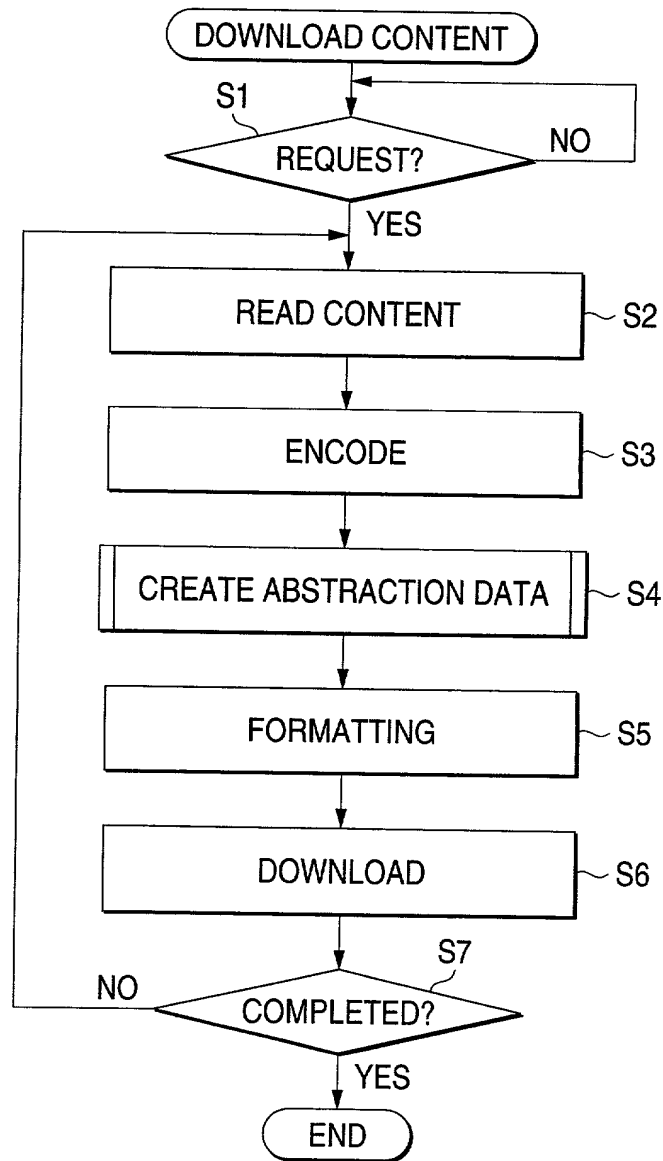 DOWNLOAD CONTENT
S1
REQUEST?
NO
YES
READ CONTENT
S2
ENCODE
S3
CREATE ABSTRACTION DATA
S4
FORMATTING
S5
DOWNLOAD
S6
S7
NO
COMPLETED?
YES
END